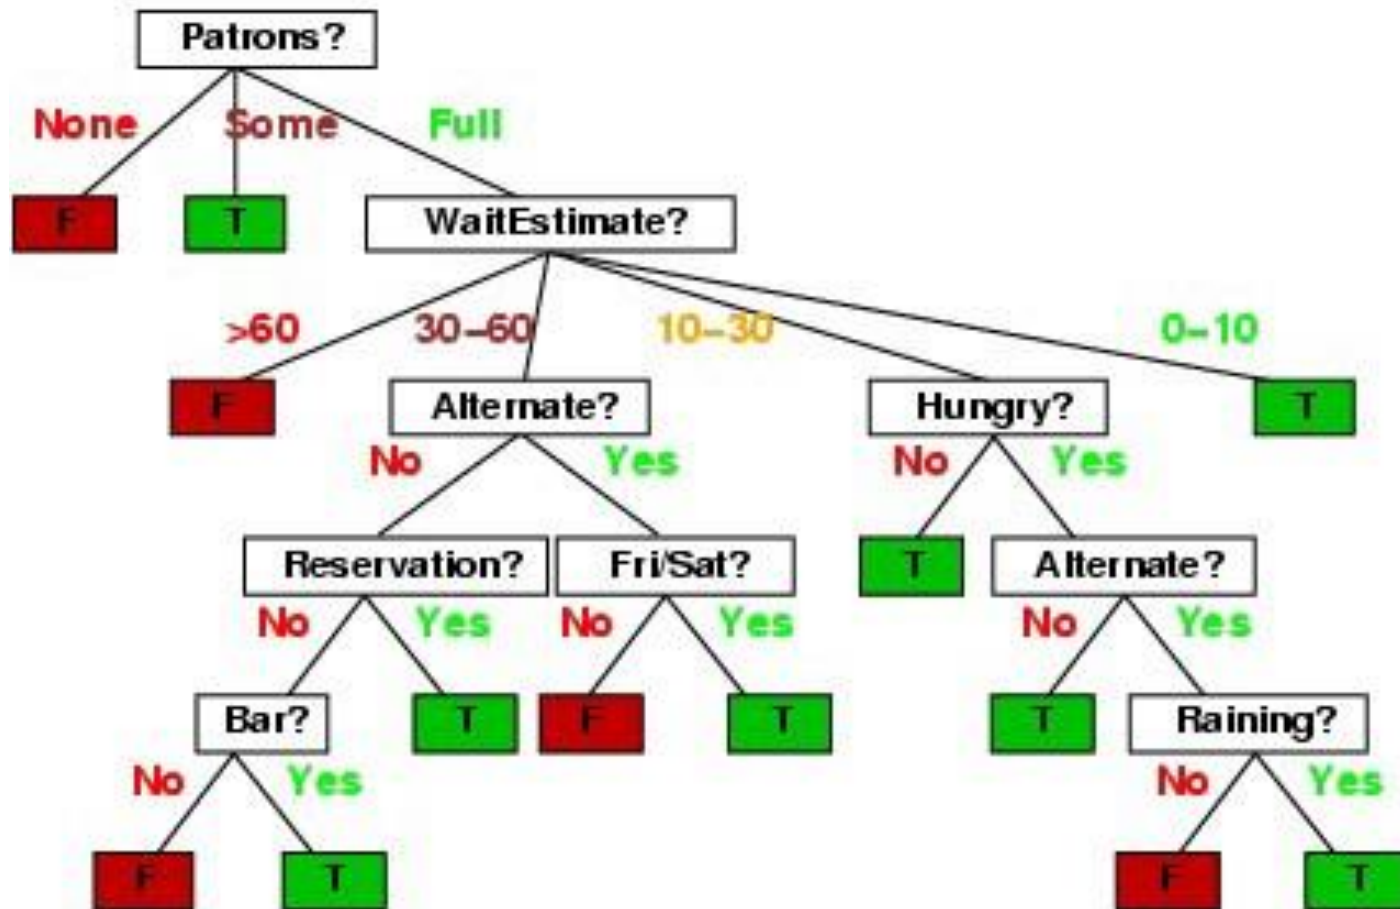 Patrons?
None Some Full
F T WaitEstimate?
>60 30–60 10–30 0–10
F Alternate? Hungry? T
No Yes No Yes
Reservation? Fri/Sat? T Alternate?
No Yes No Yes No Yes
Bar? T F T T Raining?
No Yes No Yes
F T F T